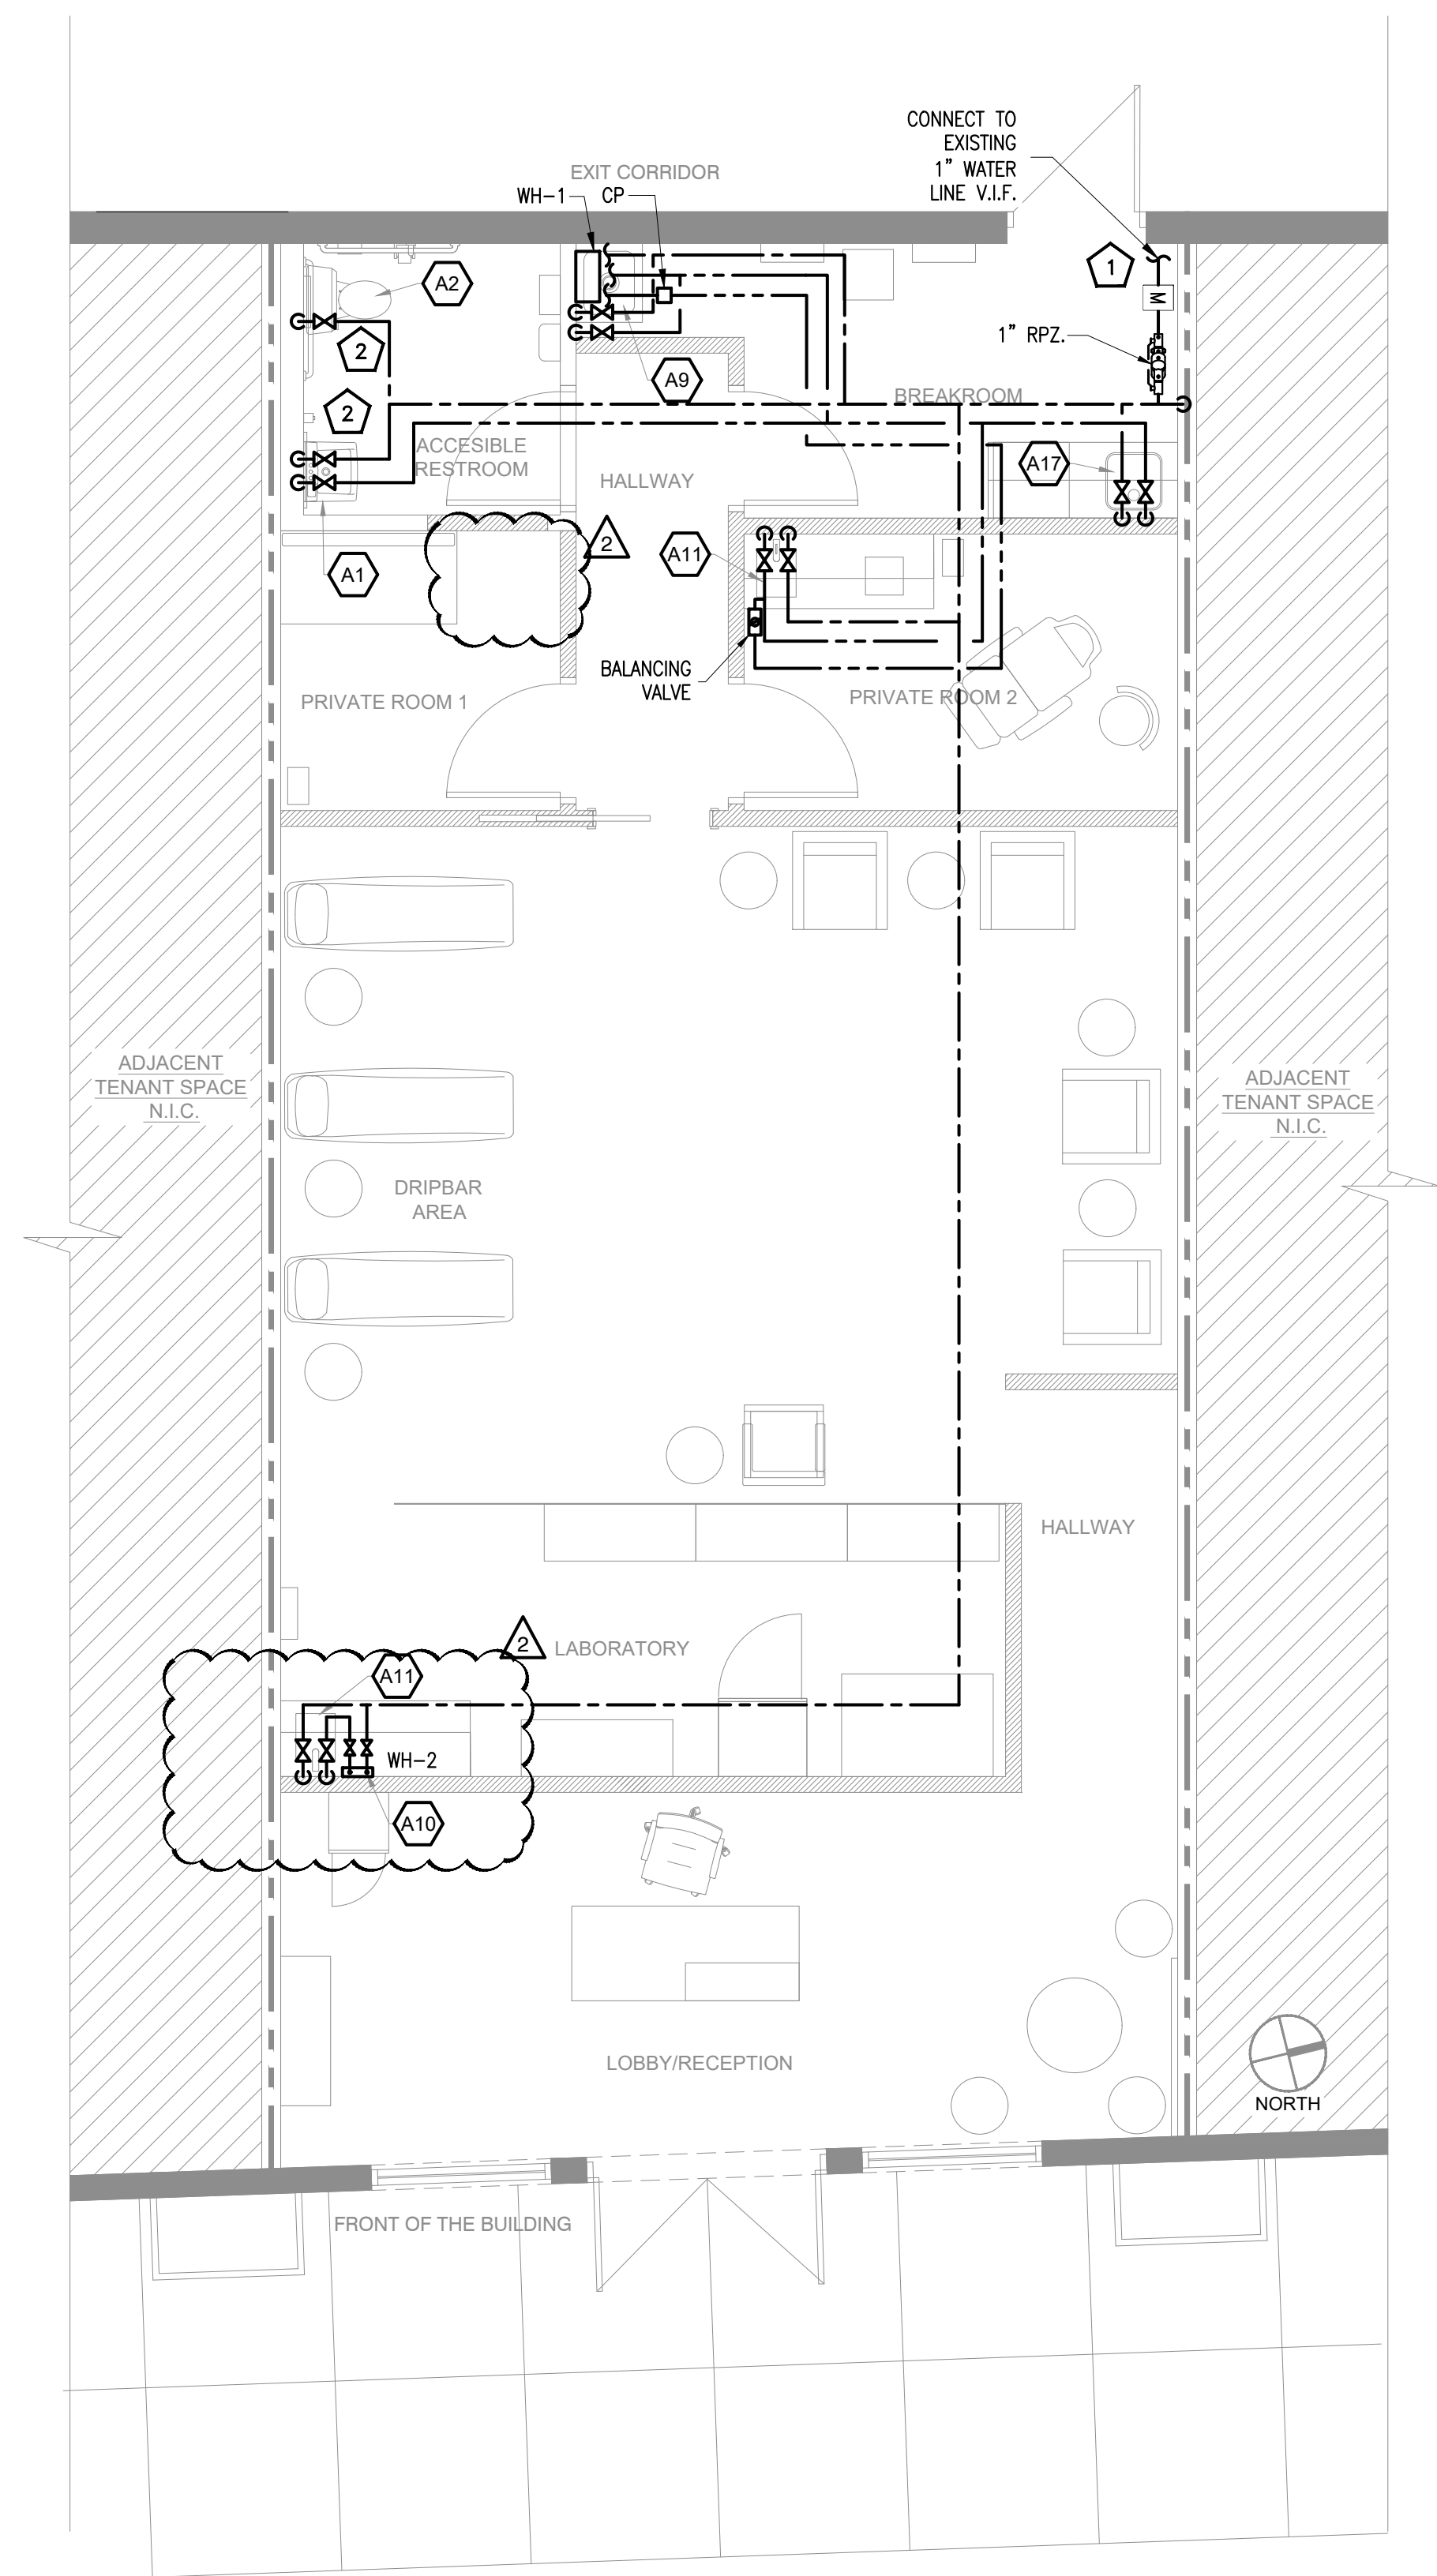 CONNECT TO
EXISTING
1" WATER
LINE V.I.F.
EXIT CORRIDOR
WH-1
CP
A2
1
M
1" RPZ.
2
A9
BREAKROOM
2
ACCESIBLE
RESTROOM
HALLWAY
A17
2
A11
A1
BALANCING
VALVE
PRIVATE ROOM 1
PRIVATE ROOM 2
ADJACENT
TENANT SPACE
N.I.C.
ADJACENT
TENANT SPACE
N.I.C.
DRIPBAR
AREA
HALLWAY
2
LABORATORY
A11
WH-2
A10
LOBBY/RECEPTION
NORTH
FRONT OF THE BUILDING